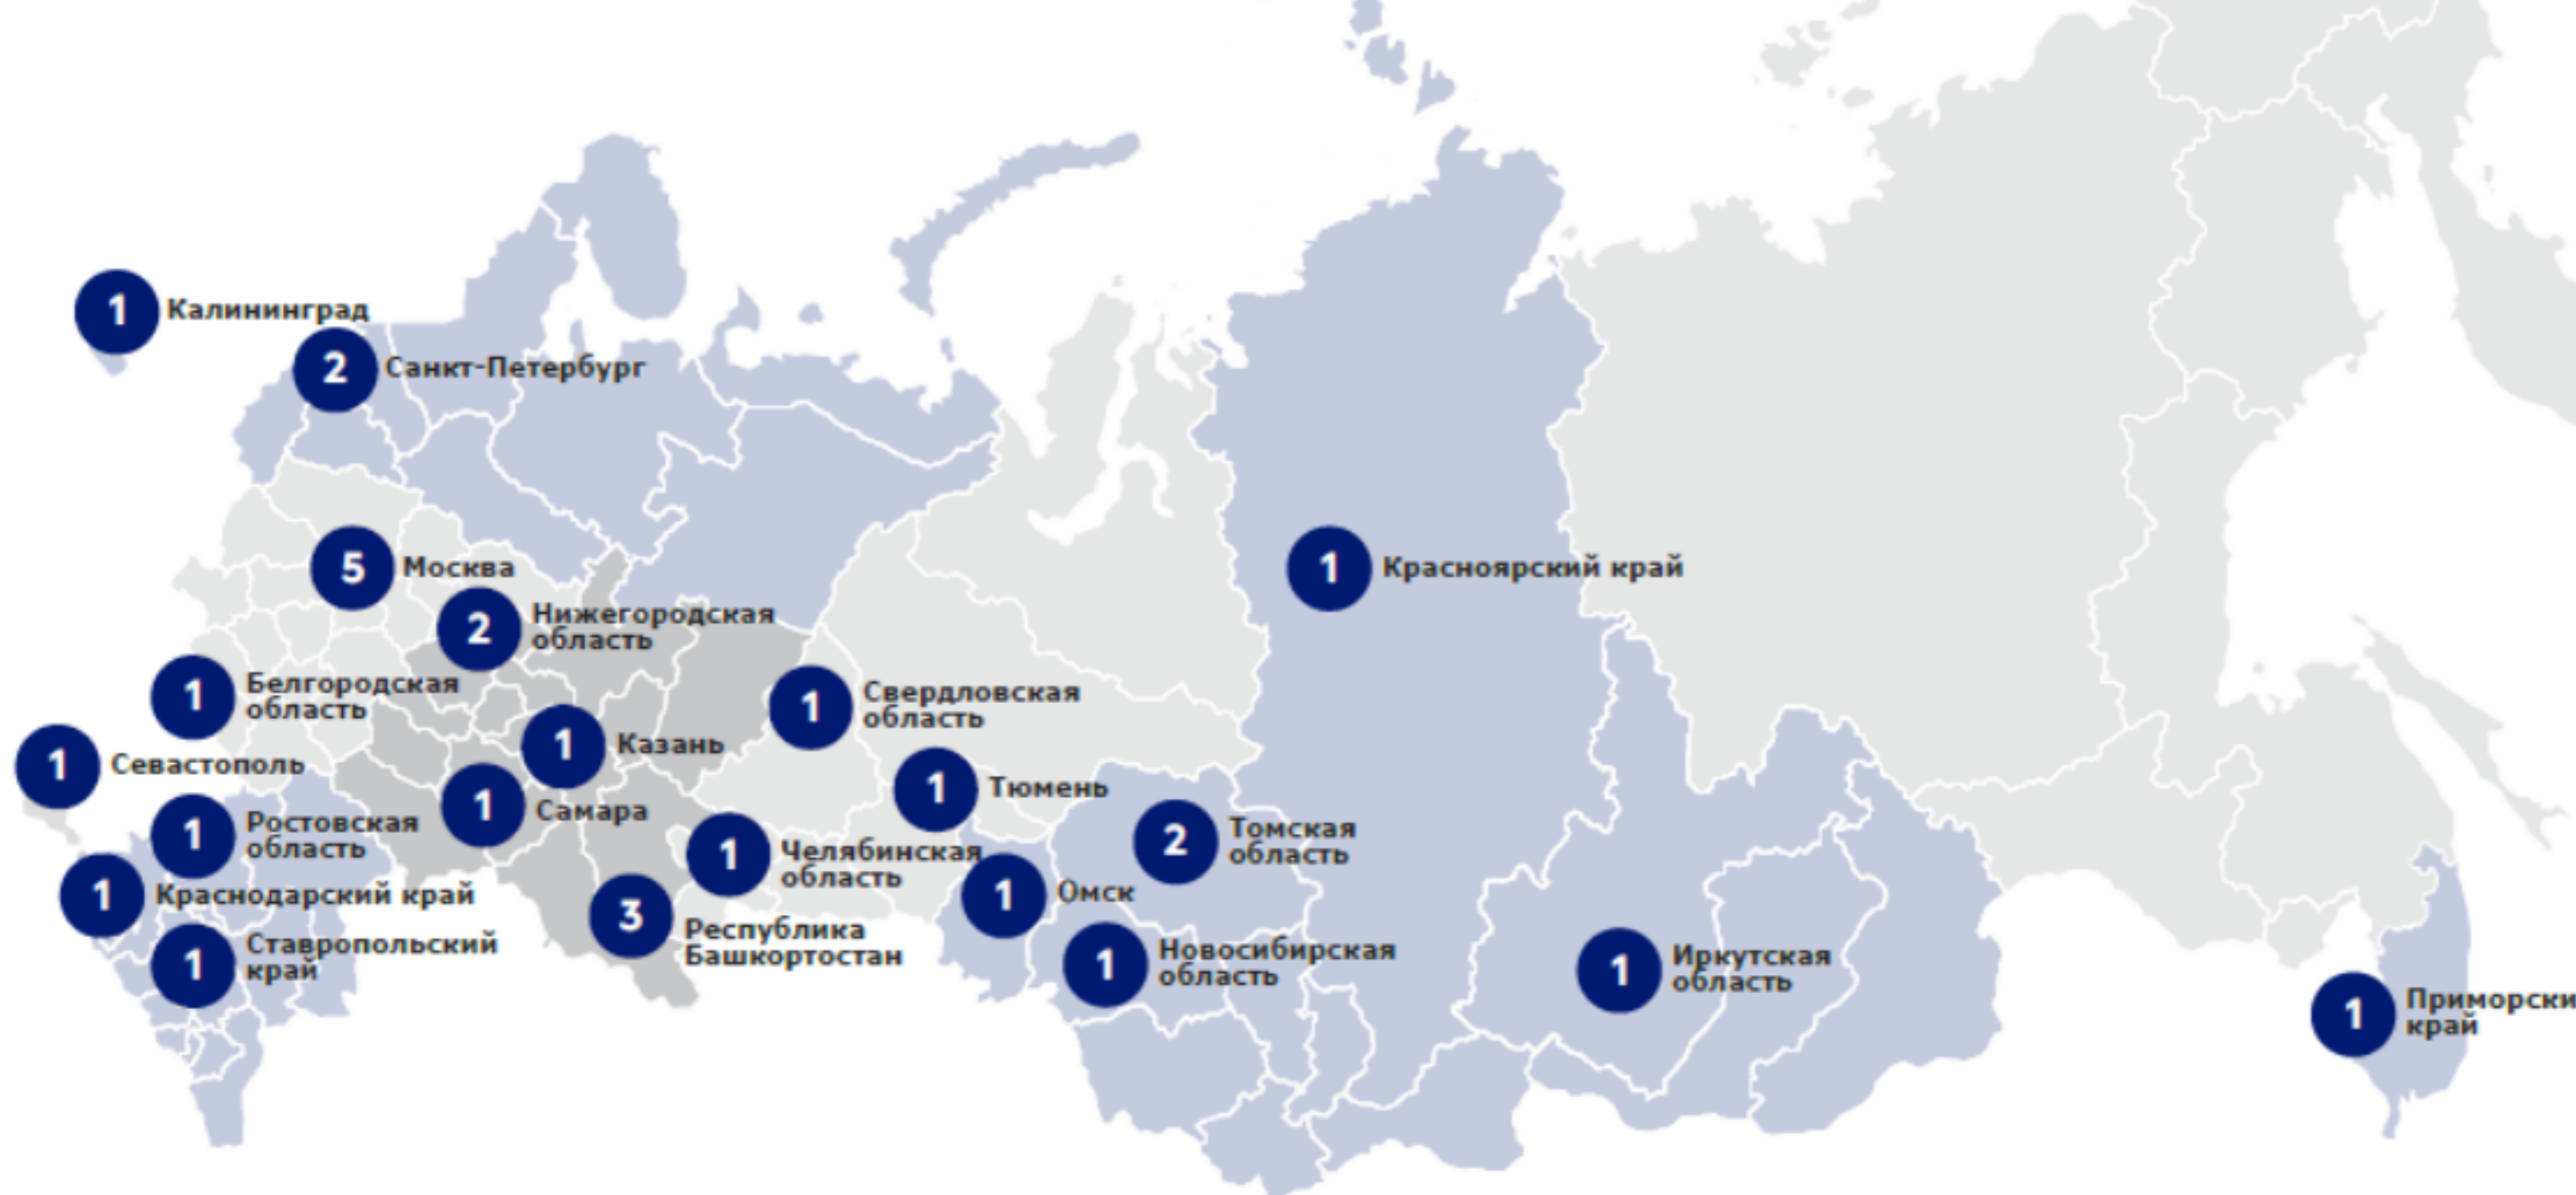 1 Калининград
2 Санкт-Петербург
5 Москва
1 Красноярский край
2 Нижегородская
область
1 Белгородская
область
1 Свердловская
область
1 Казань
1 Севастополь
1 Тюмень
1 Самара
1 Ростовская
область
2 Томская
область
1 Челябинская
область
1 Омск
1 Краснодарский край
3 Республика
Башкортостан
1 Ставропольский
край
1 Новосибирская
область
1 Иркутская
область
1 Приморски
край